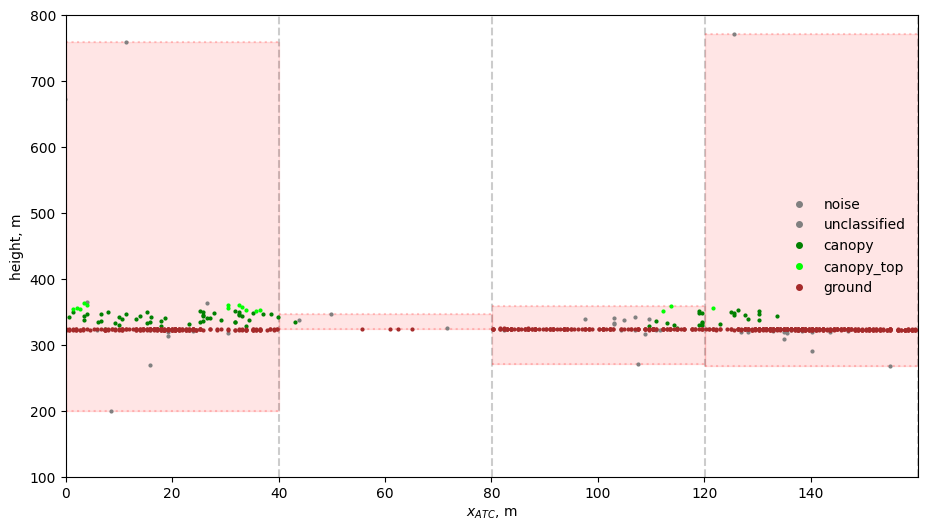 800
700
600
500
400
300
200
100
height, m
noise
unclassified
canopy
canopy_top
ground
0 20 40 60 80 100 120 140
x_ATC, m